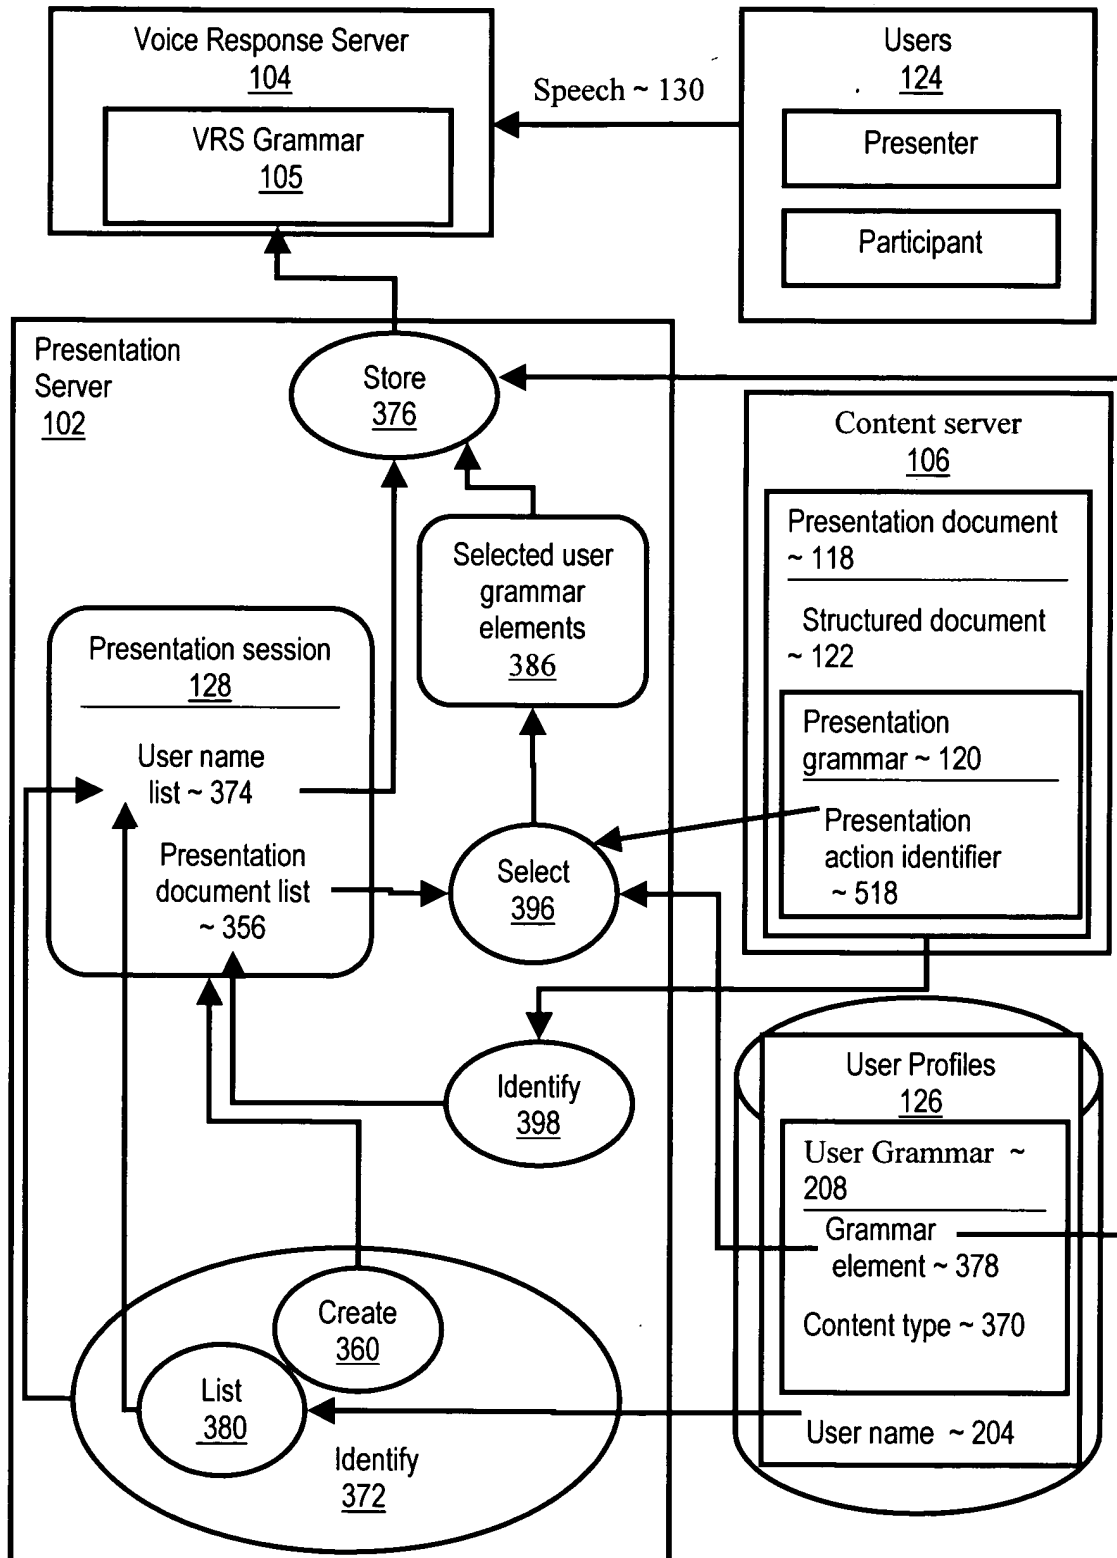 Voice Response Server
104
VRS Grammar
105
Speech ~ 130
Users
124
Presenter
Participant
Presentation
Server
102
Store
376
Content server
106
Presentation document
~ 118
Structured document
~ 122
Presentation
grammar ~ 120
Presentation
action identifier
~ 518
Selected user
grammar
elements
386
Presentation session
128
User name
list ~ 374
Presentation
document list
~ 356
Select
396
Identify
398
User Profiles
126
User Grammar ~
208
Grammar
element ~ 378
Content type ~ 370
User name ~ 204
Create
360
List
380
Identify
372